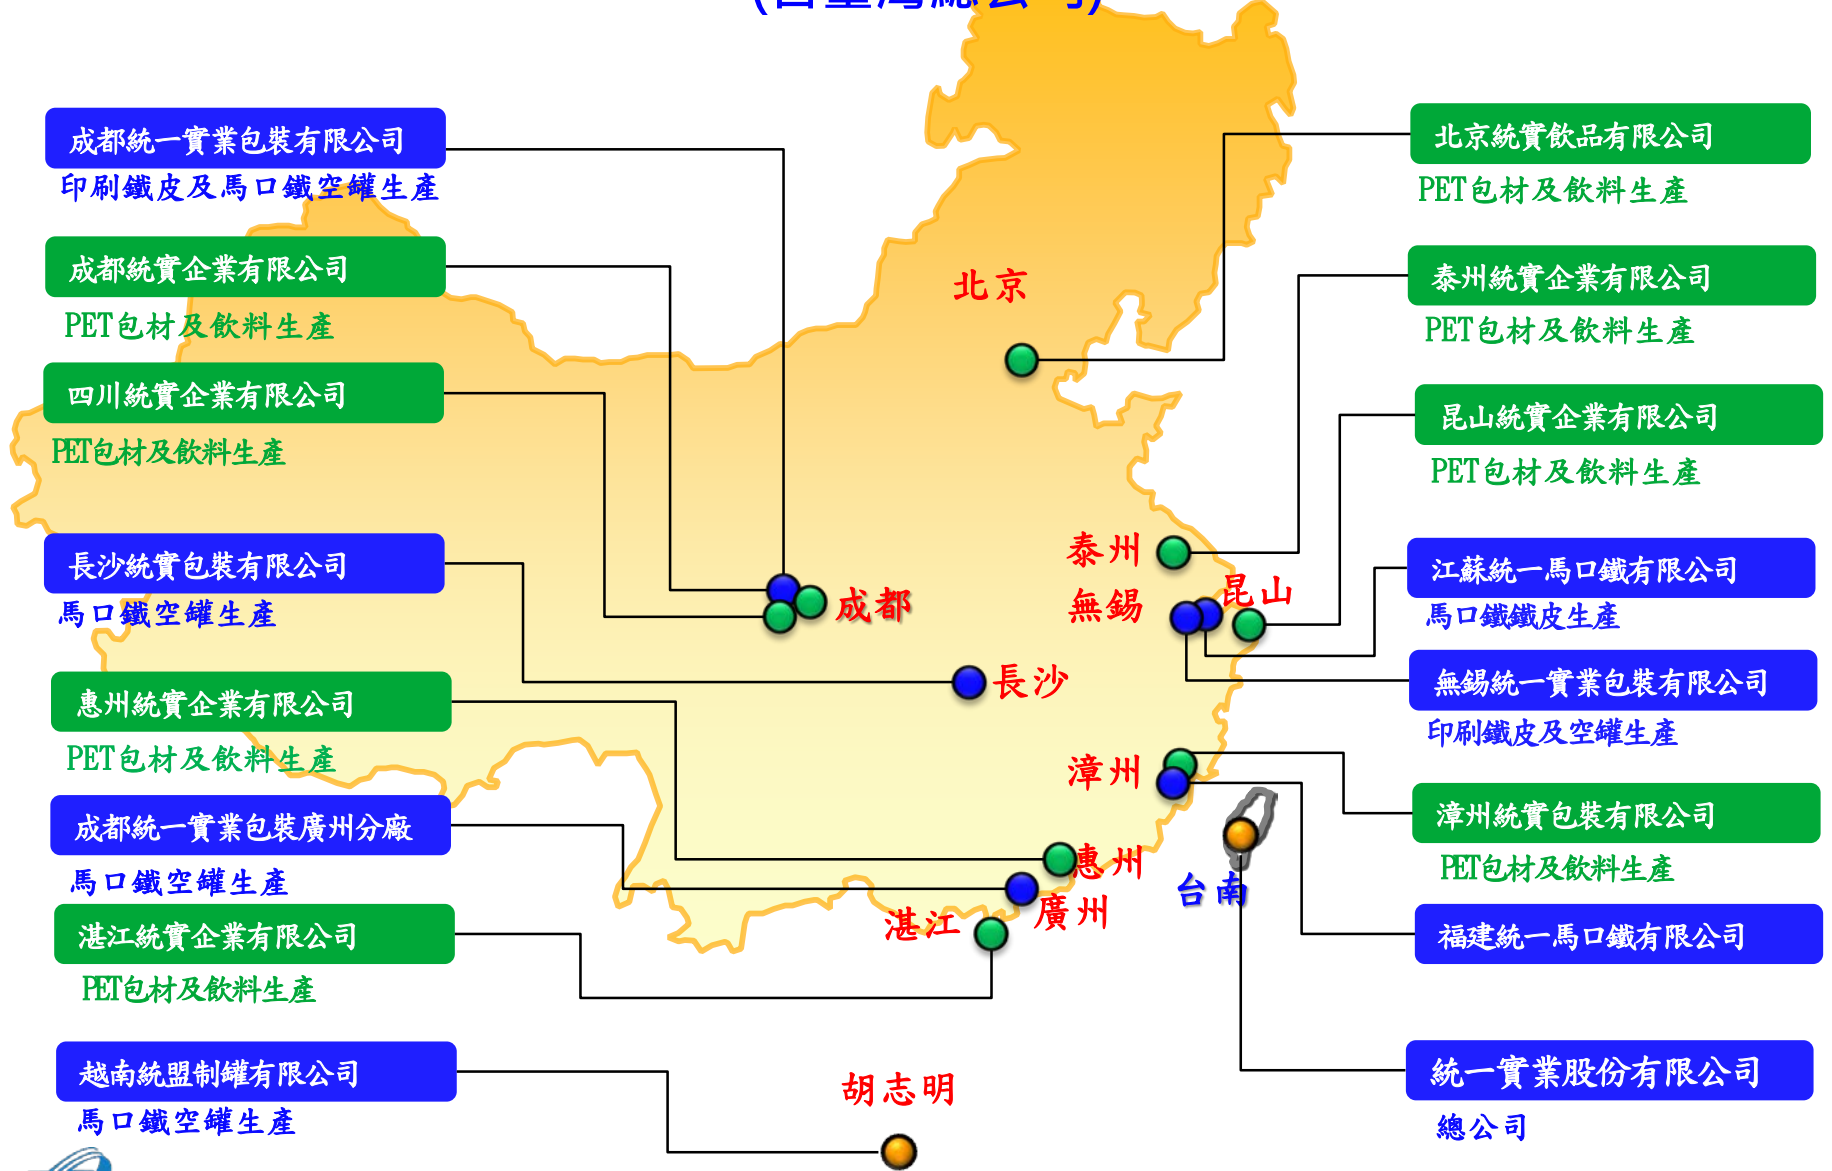 (含臺灣總公司)
成都統一實業包裝有限公司
印刷鐵皮及馬口鐵空罐生產
成都統實企業有限公司
PET包材及飲料生產
四川統實企業有限公司
PET包材及飲料生產
長沙統實包裝有限公司
馬口鐵空罐生產
惠州統實企業有限公司
PET包材及飲料生產
成都統一實業包裝廣州分廠
馬口鐵空罐生產
湛江統實企業有限公司
PET包材及飲料生產
越南統盟制罐有限公司
馬口鐵空罐生產
北京
泰州
無錫
昆山
成都
長沙
漳州
惠州
廣州
湛江
台南
胡志明
北京統實飲品有限公司
PET包材及飲料生產
泰州統實企業有限公司
PET包材及飲料生產
昆山統實企業有限公司
PET包材及飲料生產
江蘇統一馬口鐵有限公司
馬口鐵鐵皮生產
無錫統一實業包裝有限公司
印刷鐵皮及空罐生產
漳州統實包裝有限公司
PET包材及飲料生產
福建統一馬口鐵有限公司
統一實業股份有限公司
總公司